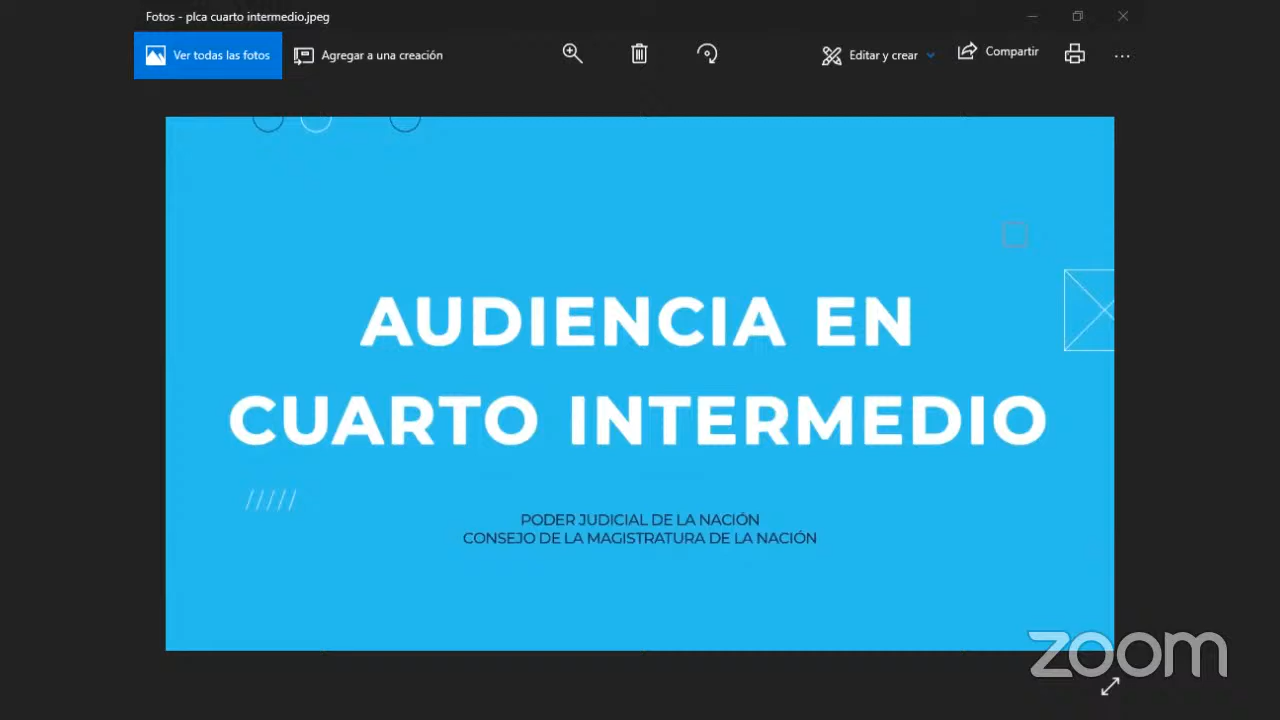 Fotos - plca cuarto intermedio.jpeg
Ver todas las fotos
Agregar a una creación
Editar y crear
Compartir
AUDIENCIA EN
CUARTO INTERMEDIO
PODER JUDICIAL DE LA NACIÓN
CONSEJO DE LA MAGISTRATURA DE LA NACIÓN
zoom